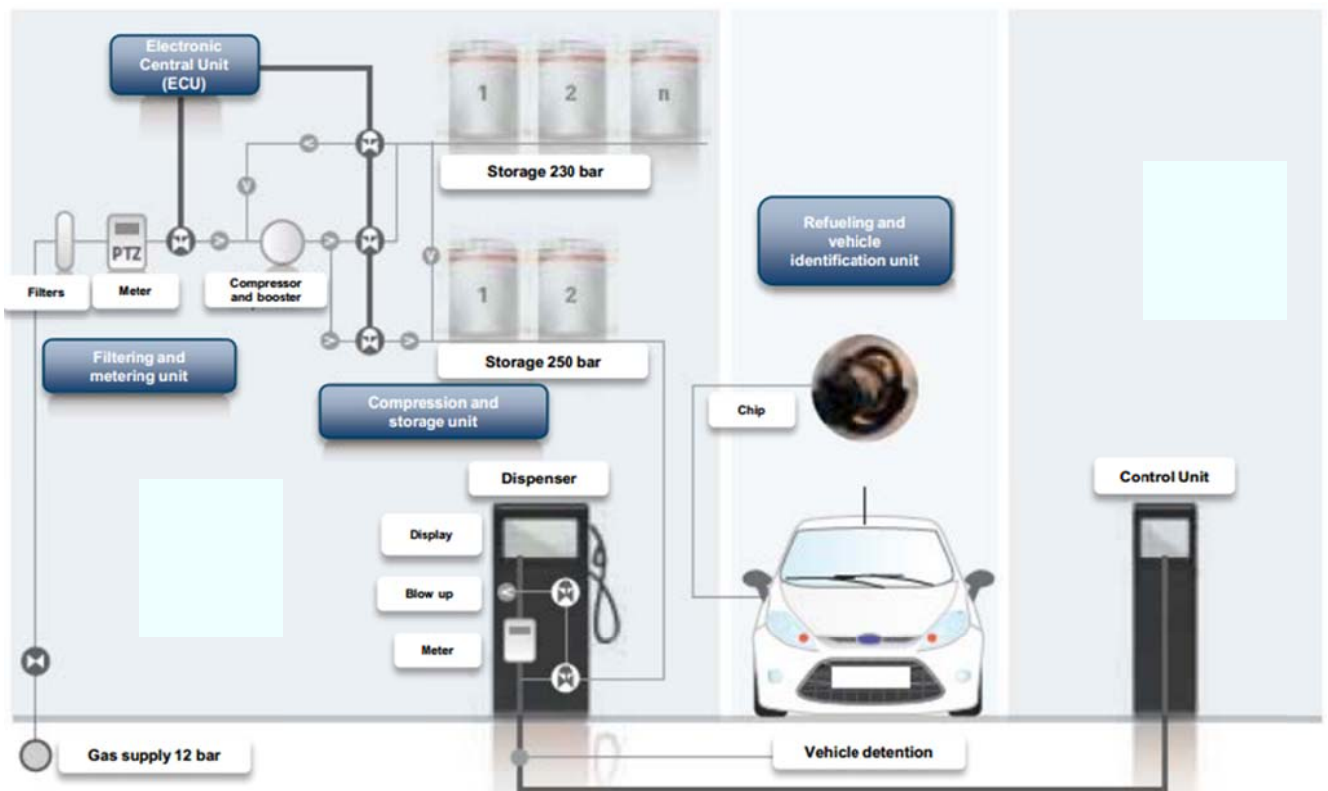 Electronic
Central Unit
(ECU)
1
2
n
Storage 230 bar
PTZ
Filters
Meter
Compressor
and booster
1
2
Storage 250 bar
Refueling and
vehicle
identification unit
Filtering and
metering unit
Compression and
storage unit
Chip
Dispenser
Control Unit
Display
Blow up
Meter
Gas supply 12 bar
Vehicle detention